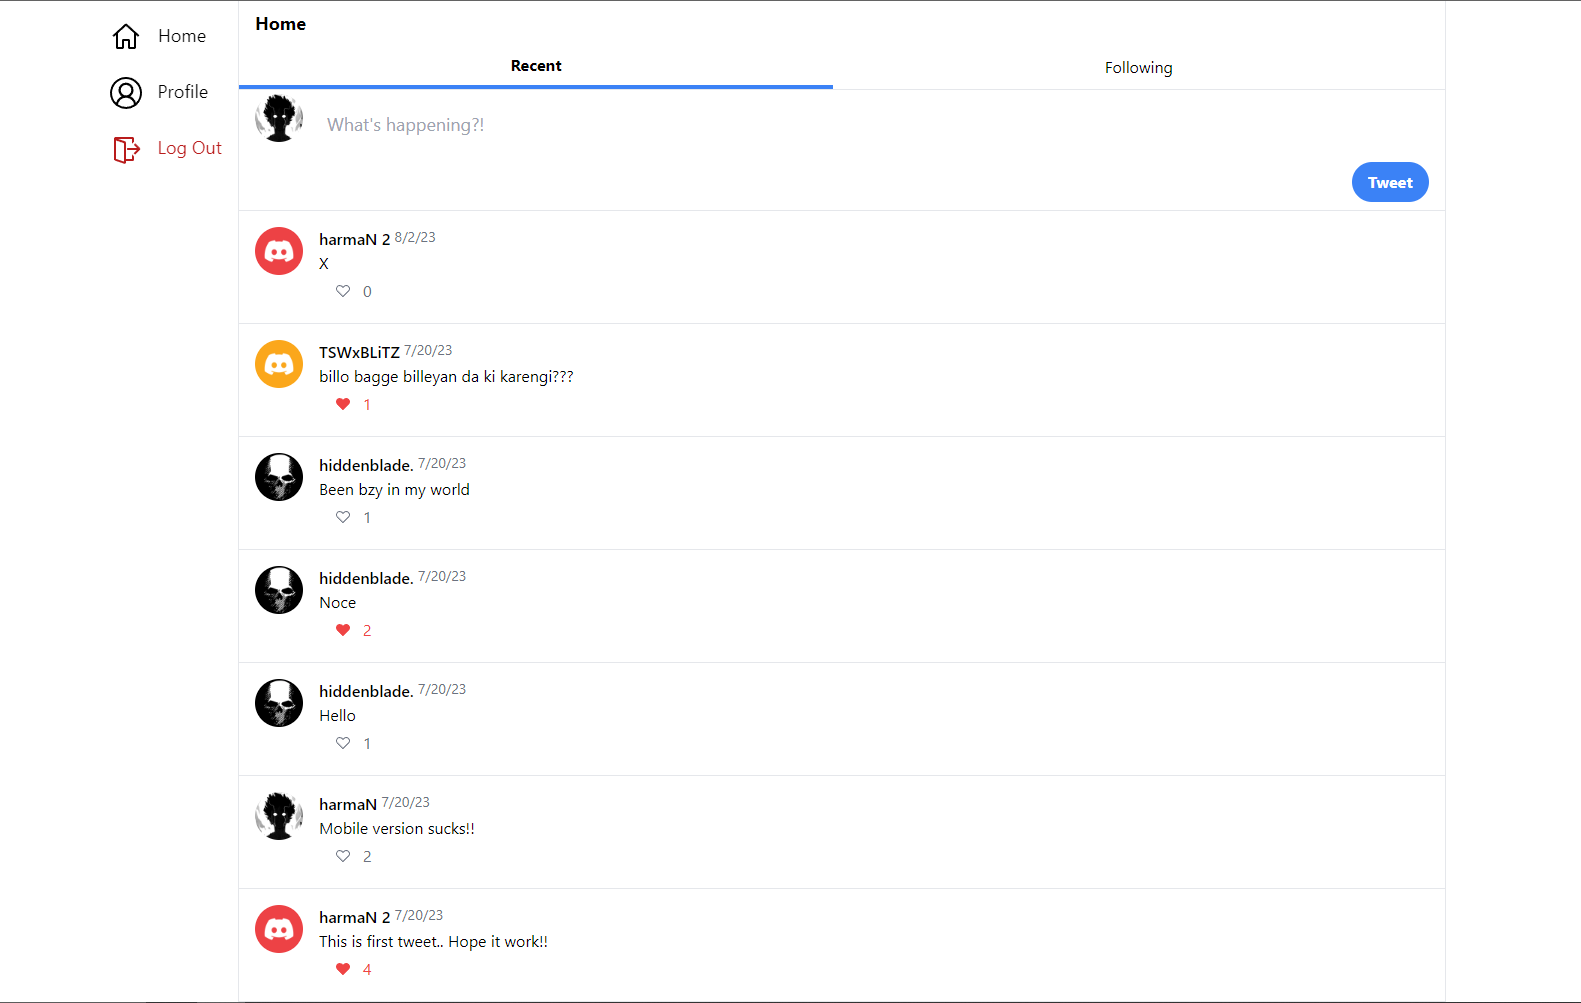 Home
Profile
Log Out
Home
Recent
Following
What's happening?!
Tweet
harmaN 2 8/2/23
X
0
TSWxBLiTZ 7/20/23
billo bagge billeyan da ki karengi???
1
hiddenblade. 7/20/23
Been bzy in my world
1
hiddenblade. 7/20/23
Noce
2
hiddenblade. 7/20/23
Hello
1
harmaN 7/20/23
Mobile version sucks!!
2
harmaN 2 7/20/23
This is first tweet.. Hope it work!!
4